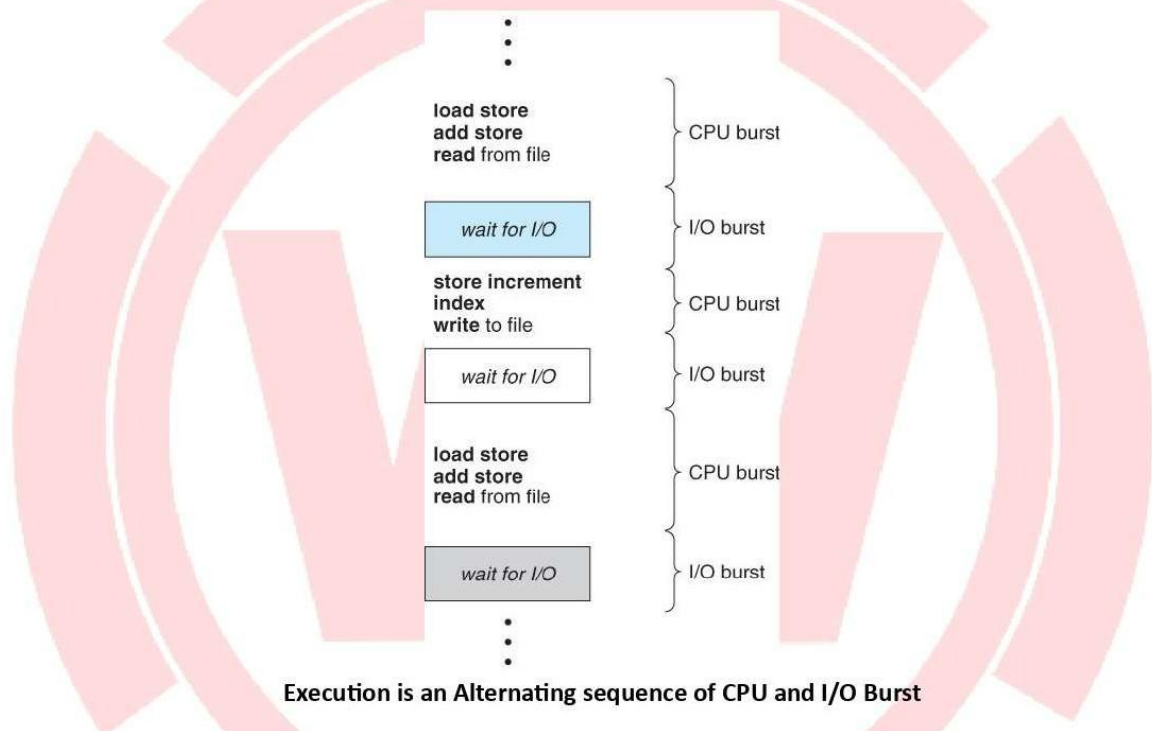 load store
add store
read from file
CPU burst
wait for I/O
I/O burst
store increment
index
write to file
CPU burst
wait for I/O
I/O burst
load store
add store
read from file
CPU burst
wait for I/O
I/O burst
Execution is an Alternating sequence of CPU and I/O Burst